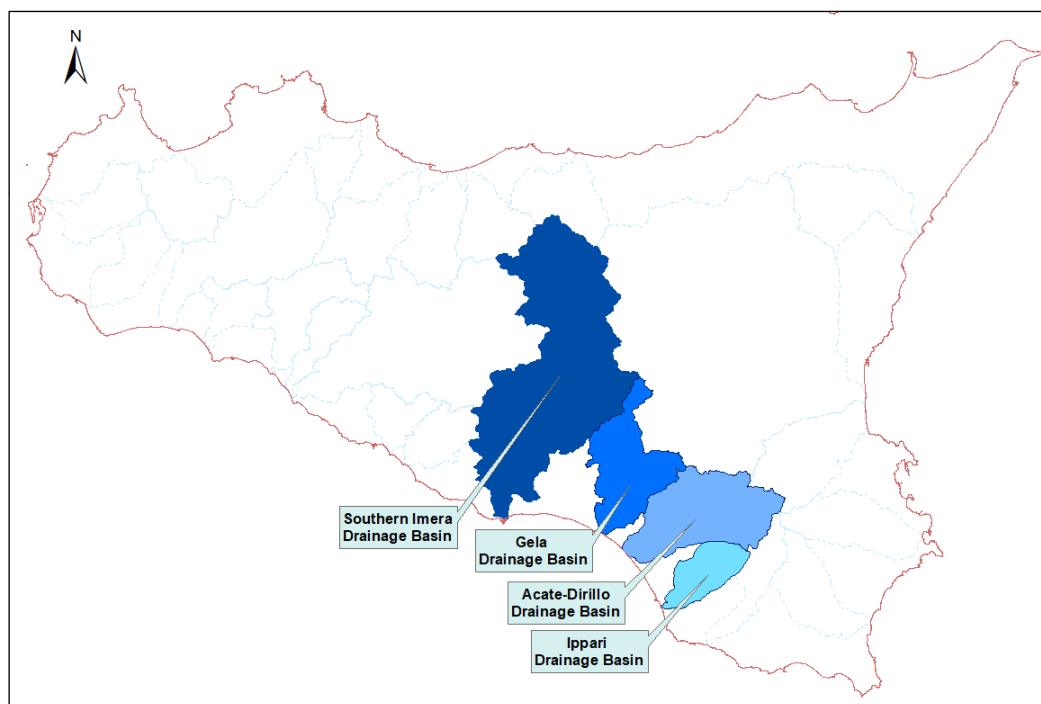 N
Southern Imera
Drainage Basin
Gela
Drainage Basin
Acate-Dirillo
Drainage Basin
Ippari
Drainage Basin